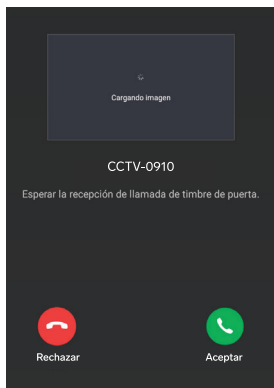 Cargando imagen
CCTV-0910
Esperar la recepción de llamada de timbre de puerta.
Rechazar
Aceptar